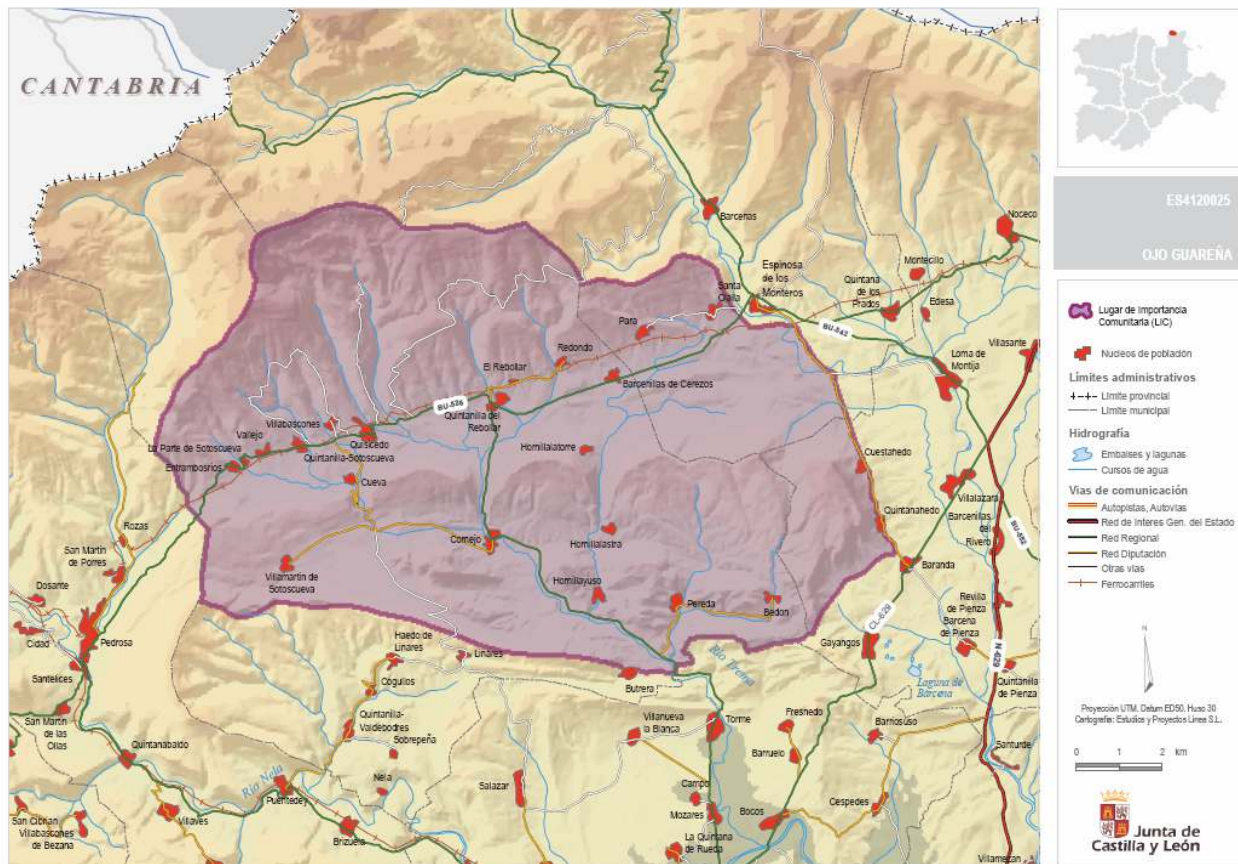 CANTABRIA
Barcenas
Noceco
Montecillo
Espinosa
de los
Monteros
Quintana
de los
Prados
Edesa
Santa
Olalla
BU-542
Villasante
Loma de
Montija
Para
Redondo
El Rebollar
Barcenillas de Cerezos
BU-526
Quintanilla del
Rebollar
Villabascones
Vallejo
Quisicedo
La Parte de Sotoscueva
Quintanilla-Sotoscueva
Entrambosrios
Hornillalatorre
Cueva
Cuestahedo
Villalazara
Quintanahedo
Barcenillas
del
Rivero
Rozas
San Martin
de Porres
Cornejo
Hornillalastra
Villamartin de
Sotoscueva
Hornillayuso
Baranda
Dosante
Pereda
Bedon
Revilla
de Pienza
Barcena
de Pienza
CL-629
N-629
Cidad
Pedrosa
Haedo de
Linares
Linares
Gayangos
Río Trema
Santelices
Cogullos
Butrera
Laguna de
Bárcena
Quintanilla
de Pienza
San Martin
de las
Ollas
Quintanilla-
Valdebodres
Sobrepeña
Villanueva
la Blanca
Torme
Fresnedo
Barnosuso
Quintanabaldo
Barruelo
Santurde
Río Nela
Puentedey
Nela
Salazar
Campo
Mozares
Bocos
Cespedes
San Cibrian
Villabascones
de Bezana
Villaves
Brizuela
La Quintana
de Rueda
Villamezan
ES4120025
OJO GUAREÑA
Lugar de Importancia
Comunitaria (LIC)
Nucleos de población
Límites administrativos
Límite provincial
Límite municipal
Hidrografía
Embalses y lagunas
Cursos de agua
Vías de comunicación
Autopistas, Autovías
Red de Interes Gen. del Estado
Red Regional
Red Diputación
Otras vías
Ferrocarriles
N
Proyección UTM. Datum ED50. Huso 30
Cartografía: Estudios y Proyectos Línea S.L.
0 1 2 km
Junta de
Castilla y León